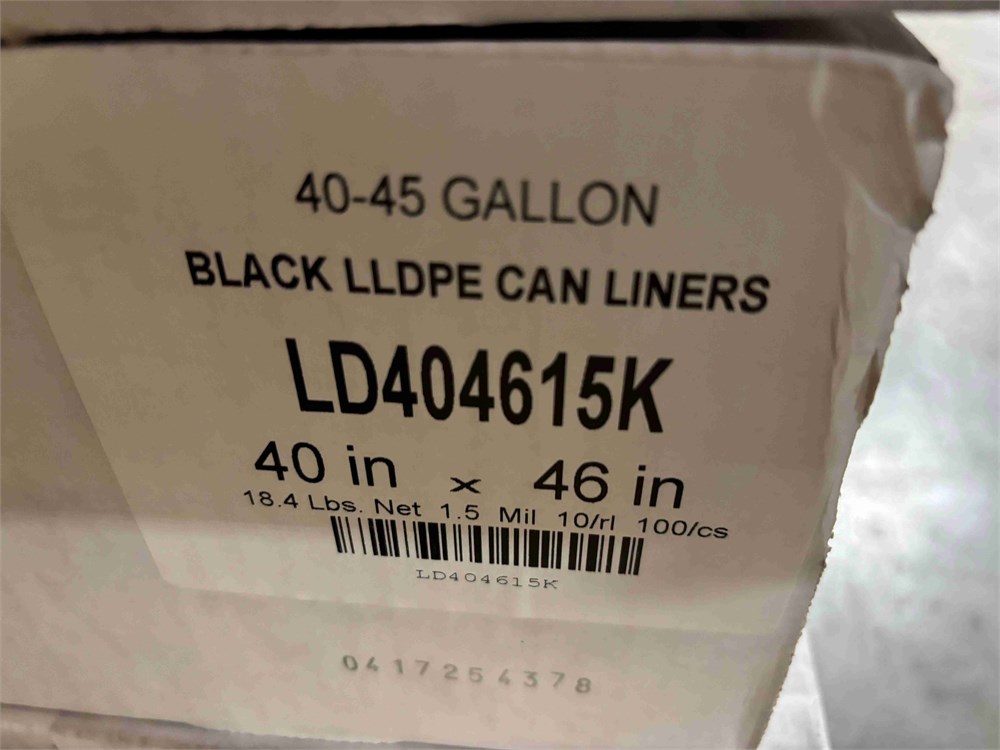 40-45 GALLON
BLACK LLDPE CAN LINERS
LD404615K
40 in x 46 in
18.4 Lbs. Net 1.5 Mil 10/rl 100/cs
LD404615K
0417254378